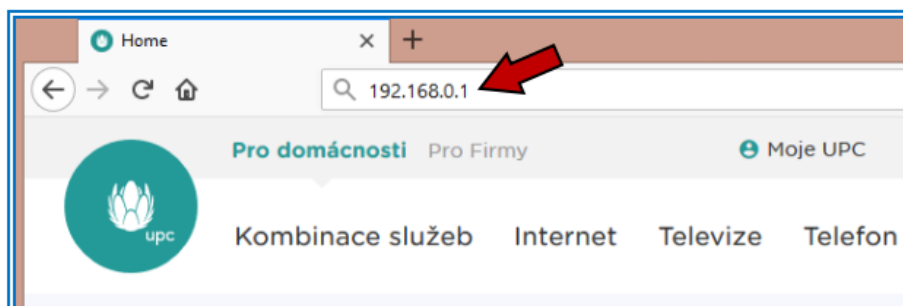 Home
192.168.0.1
Pro domácnosti Pro Firmy Moje UPC
upc
Kombinace služeb Internet Televize Telefon